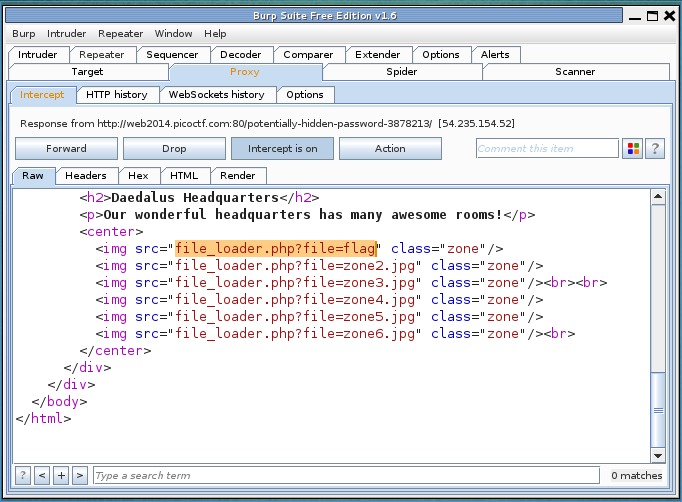 Burp Suite Free Edition v1.6
Burp Intruder Repeater Window Help
Intruder Repeater Sequencer Decoder Comparer Extender Options Alerts
Target Proxy Spider Scanner
Intercept HTTP history WebSockets history Options
Response from http://web2014.picoctf.com:80/potentially-hidden-password-3878213/ [54.235.154.52]
Forward Drop Intercept is on Action Comment this item ?
Raw Headers Hex HTML Render
<h2>Daedalus Headquarters</h2>
<p>Our wonderful headquarters has many awesome rooms!</p>
<center>
<img src="file_loader.php?file=flag" class="zone"/>
<img src="file_loader.php?file=zone2.jpg" class="zone"/>
<img src="file_loader.php?file=zone3.jpg" class="zone"/><br><br>
<img src="file_loader.php?file=zone4.jpg" class="zone"/>
<img src="file_loader.php?file=zone5.jpg" class="zone"/>
<img src="file_loader.php?file=zone6.jpg" class="zone"/><br>
</center>
</div>
</div>
</body>
</html>
? < + > Type a search term 0 matches